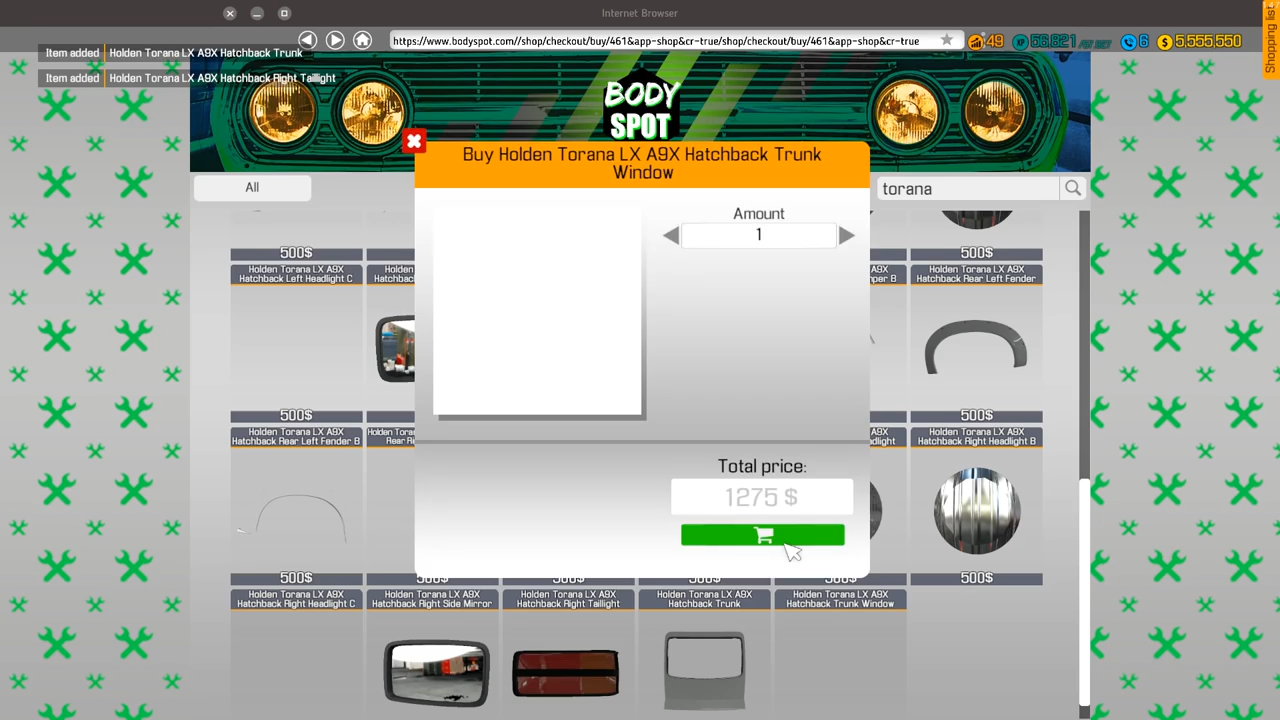 Internet Browser
https://www.bodyspot.com//shop/checkout/buy/461&app-shop&cr-true/shop/checkout/buy/461&app-shop&cr-true
49
56.821
6
5,555,550
Shopping list
Item added Holden Torana LX A9X Hatchback Trunk
Item added Holden Torana LX A9X Hatchback Right Taillight
BODY
SPOT
All
torana
Buy Holden Torana LX A9X Hatchback Trunk
Window
Amount
1
Total price:
1275 $
500$
500$
Holden Torana LX A9X
Hatchback Left Headlight C
Holden Torana LX A9X
Hatchback Rear Left Fender
500$
500$
Holden Torana LX A9X
Hatchback Rear Left Fender B
Holden Torana LX A9X
Hatchback Right Headlight B
500$
500$
500$
500$
500$
500$
Holden Torana LX A9X
Hatchback Right Headlight C
Holden Torana LX A9X
Hatchback Right Side Mirror
Holden Torana LX A9X
Hatchback Right Taillight
Holden Torana LX A9X
Hatchback Trunk
Holden Torana LX A9X
Hatchback Trunk Window